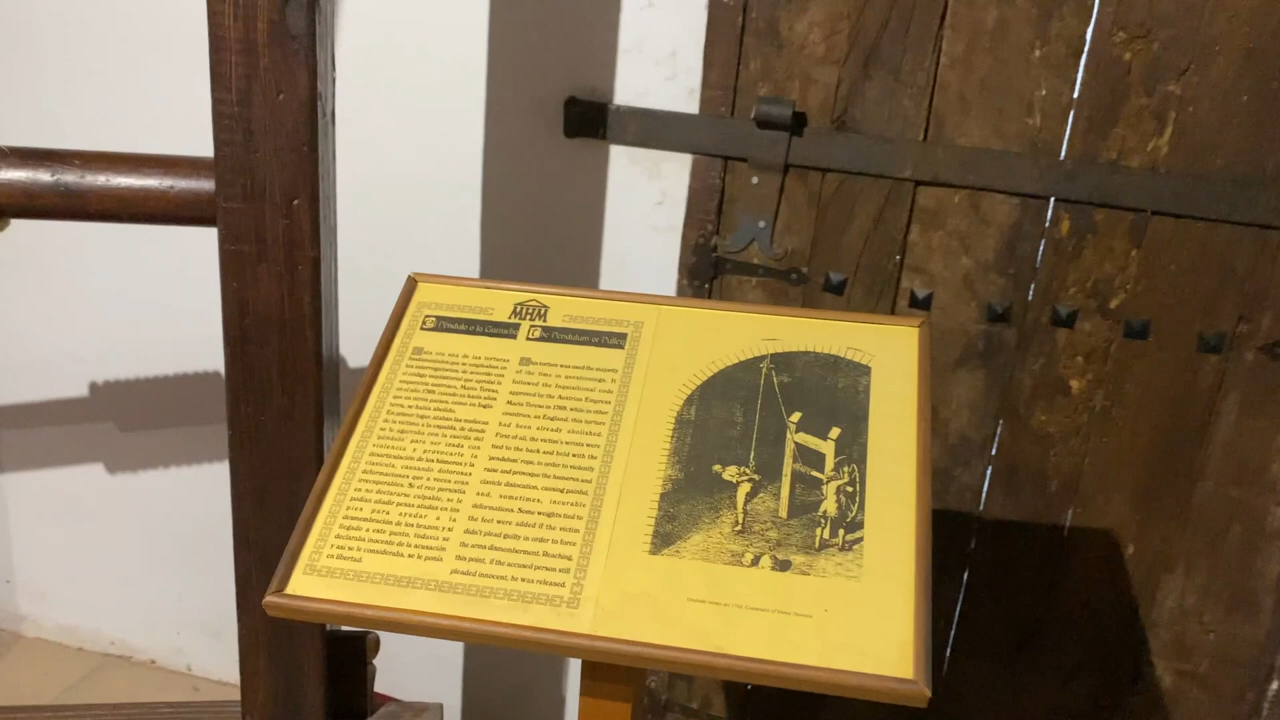 MHM
El Péndulo o la Garrucha
The Pendulum or Pulley
Esta era una de las torturas
fundamentales que se empleaban en
los interrogatorios, de acuerdo con
el código inquisitorial que aprobó la
emperatriz austríaca, María Teresa,
en el año 1769, cuando ya hacía años
que en otros países, como en Ingla
terra, se había abolido.
En primer lugar, ataban las muñecas
de la víctima a la espalda, de donde
se le agarraba con la cuerda del
'péndulo' para ser izada con
violencia y provocarle la
desarticulación de los húmeros y la
clavícula, causando dolorosas
deformaciones que a veces eran
irrecuperables. Si el reo persistía
en no declararse culpable, se le
podían añadir pesas atadas en los
pies para ayudar a la
desmembración de los brazos; y si
llegado a este punto, todavía se
declaraba inocente de la acusación
y así se le consideraba, se le ponía
en libertad.
This torture was used the majority
of the time in questionings. It
followed the Inquisitional code
approved by the Austrian Empress
Maria Teresa in 1769, while in other
countries, as England, this torture
had been already abolished.
First of all, the victim's wrists were
tied to the back and held with the
'pendulum' rope, in order to violently
raise and provoque the humerus and
clavicle dislocation, causing painful,
and, sometimes, incurable
deformations. Some weights tied to
the feet were added if the victim
didn't plead guilty in order to force
the arms dismemberment. Reaching,
this point, if the accused person still
pleaded innocent, he was released.